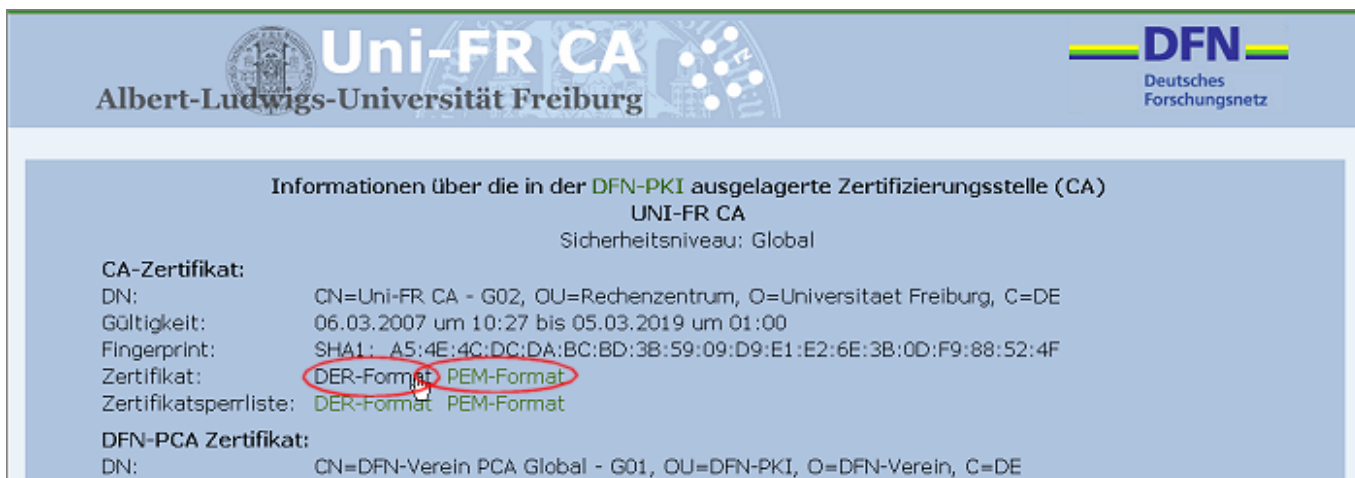 Uni-FR CA
Albert-Ludwigs-Universität Freiburg
DFN
Deutsches
Forschungsnetz
Informationen über die in der DFN-PKI ausgelagerte Zertifizierungsstelle (CA)
UNI-FR CA
Sicherheitsniveau: Global
CA-Zertifikat:
DN: CN=Uni-FR CA - G02, OU=Rechenzentrum, O=Universitaet Freiburg, C=DE
Gültigkeit: 06.03.2007 um 10:27 bis 05.03.2019 um 01:00
Fingerprint: SHA1: A5:4E:4C:DC:DA:BC:BD:3B:59:09:D9:E1:E2:6E:3B:0D:F9:88:52:4F
Zertifikat: DER-Format PEM-Format
Zertifikatsperrliste: DER-Format PEM-Format
DFN-PCA Zertifikat:
DN: CN=DFN-Verein PCA Global - G01, OU=DFN-PKI, O=DFN-Verein, C=DE